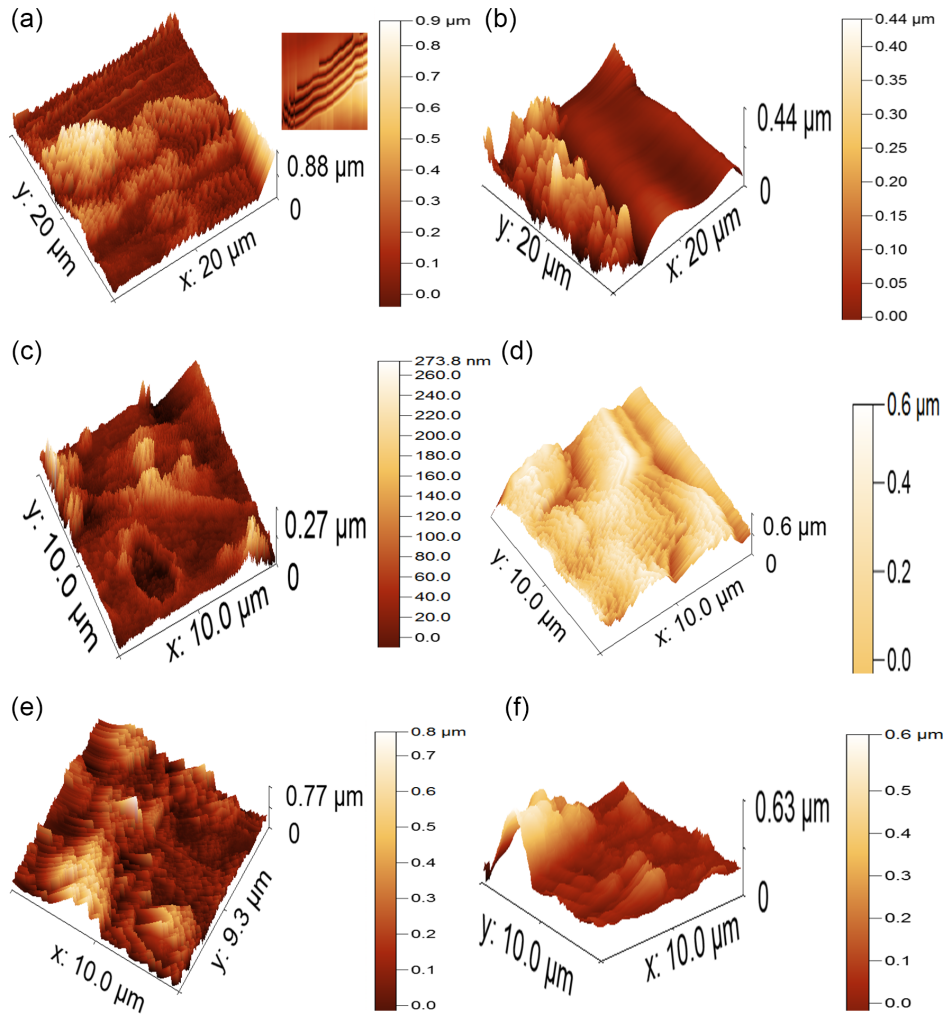 (a)
0.9 µm
0.8
0.7
0.6
0.5
0.4
0.3
0.2
0.1
0.0
0.88 µm
0
y: 20 µm
x: 20 µm
(b)
0.44 µm
0.40
0.35
0.30
0.25
0.20
0.15
0.10
0.05
0.00
0.44 µm
0
y: 20 µm
x: 20 µm
(c)
273.8 nm
260.0
240.0
220.0
200.0
180.0
160.0
140.0
120.0
100.0
80.0
60.0
40.0
20.0
0.0
0.27 µm
0
y: 10.0 µm
x: 10.0 µm
(d)
0.6 µm
0.4
0.2
0.0
0.6 µm
0
y: 10.0 µm
x: 10.0 µm
(e)
0.8 µm
0.7
0.6
0.5
0.4
0.3
0.2
0.1
0.0
0.77 µm
0
x: 10.0 µm
y: 9.3 µm
(f)
0.6 µm
0.5
0.4
0.3
0.2
0.1
0.0
0.63 µm
0
y: 10.0 µm
x: 10.0 µm